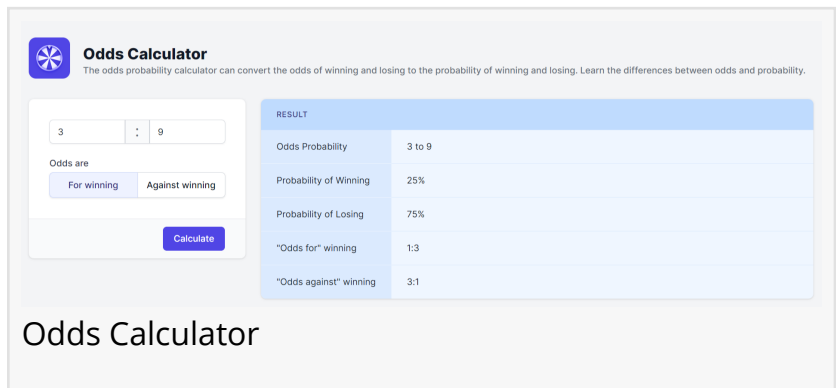 Odds Calculator
The odds probability calculator can convert the odds of winning and losing to the probability of winning and losing. Learn the differences between odds and probability.
3 : 9
Odds are
For winning Against winning
Calculate
RESULT
Odds Probability 3 to 9
Probability of Winning 25%
Probability of Losing 75%
"Odds for" winning 1:3
"Odds against" winning 3:1
Odds Calculator